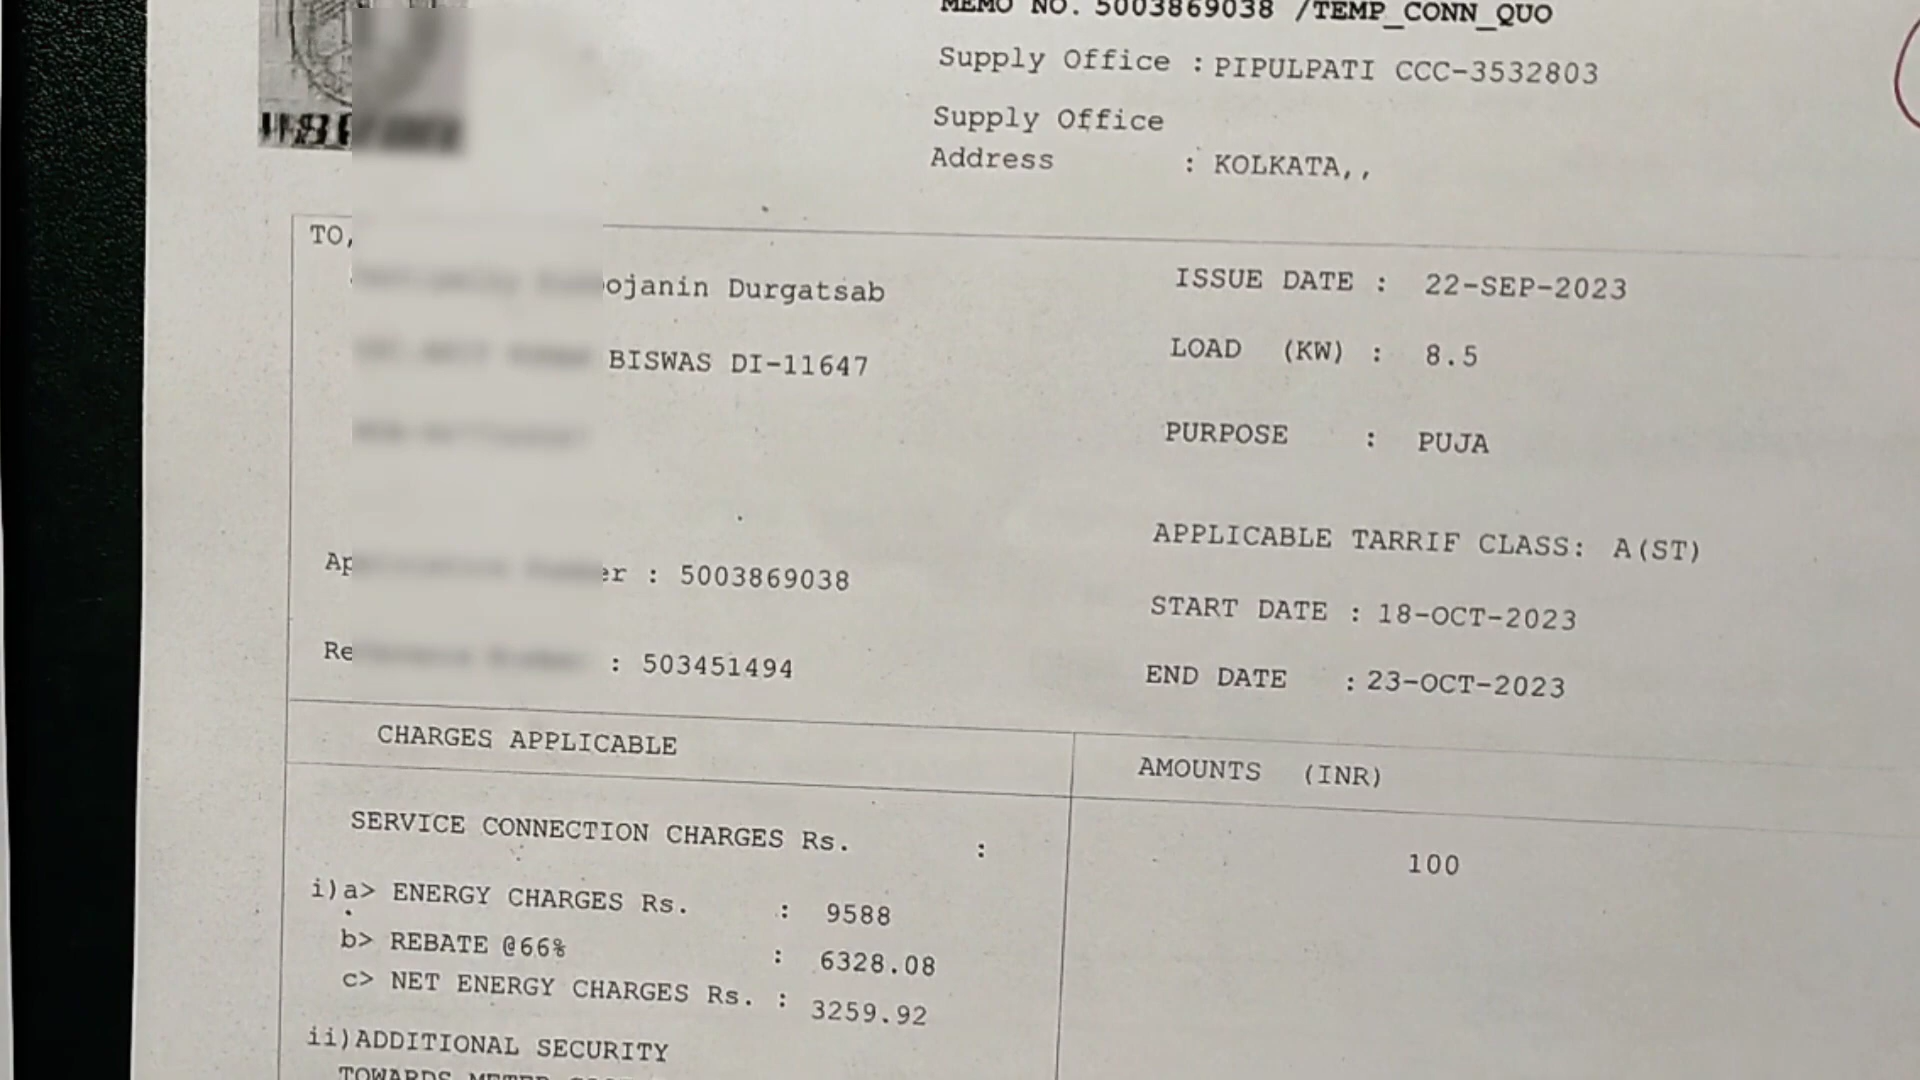 MEMO NO. 5003869038 /TEMP_CONN_QUO
Supply Office : PIPULPATI CCC-3532803
Supply Office
Address : KOLKATA,,
TO,
ojanin Durgatsab
BISWAS DI-11647
ISSUE DATE : 22-SEP-2023
LOAD (KW) : 8.5
PURPOSE : PUJA
APPLICABLE TARRIF CLASS: A(ST)
: 5003869038
START DATE : 18-OCT-2023
: 503451494
END DATE : 23-OCT-2023
CHARGES APPLICABLE
AMOUNTS (INR)
SERVICE CONNECTION CHARGES Rs. :
100
i)a> ENERGY CHARGES Rs. : 9588
b> REBATE @66% : 6328.08
c> NET ENERGY CHARGES Rs. : 3259.92
ii)ADDITIONAL SECURITY
TOWARDS METER